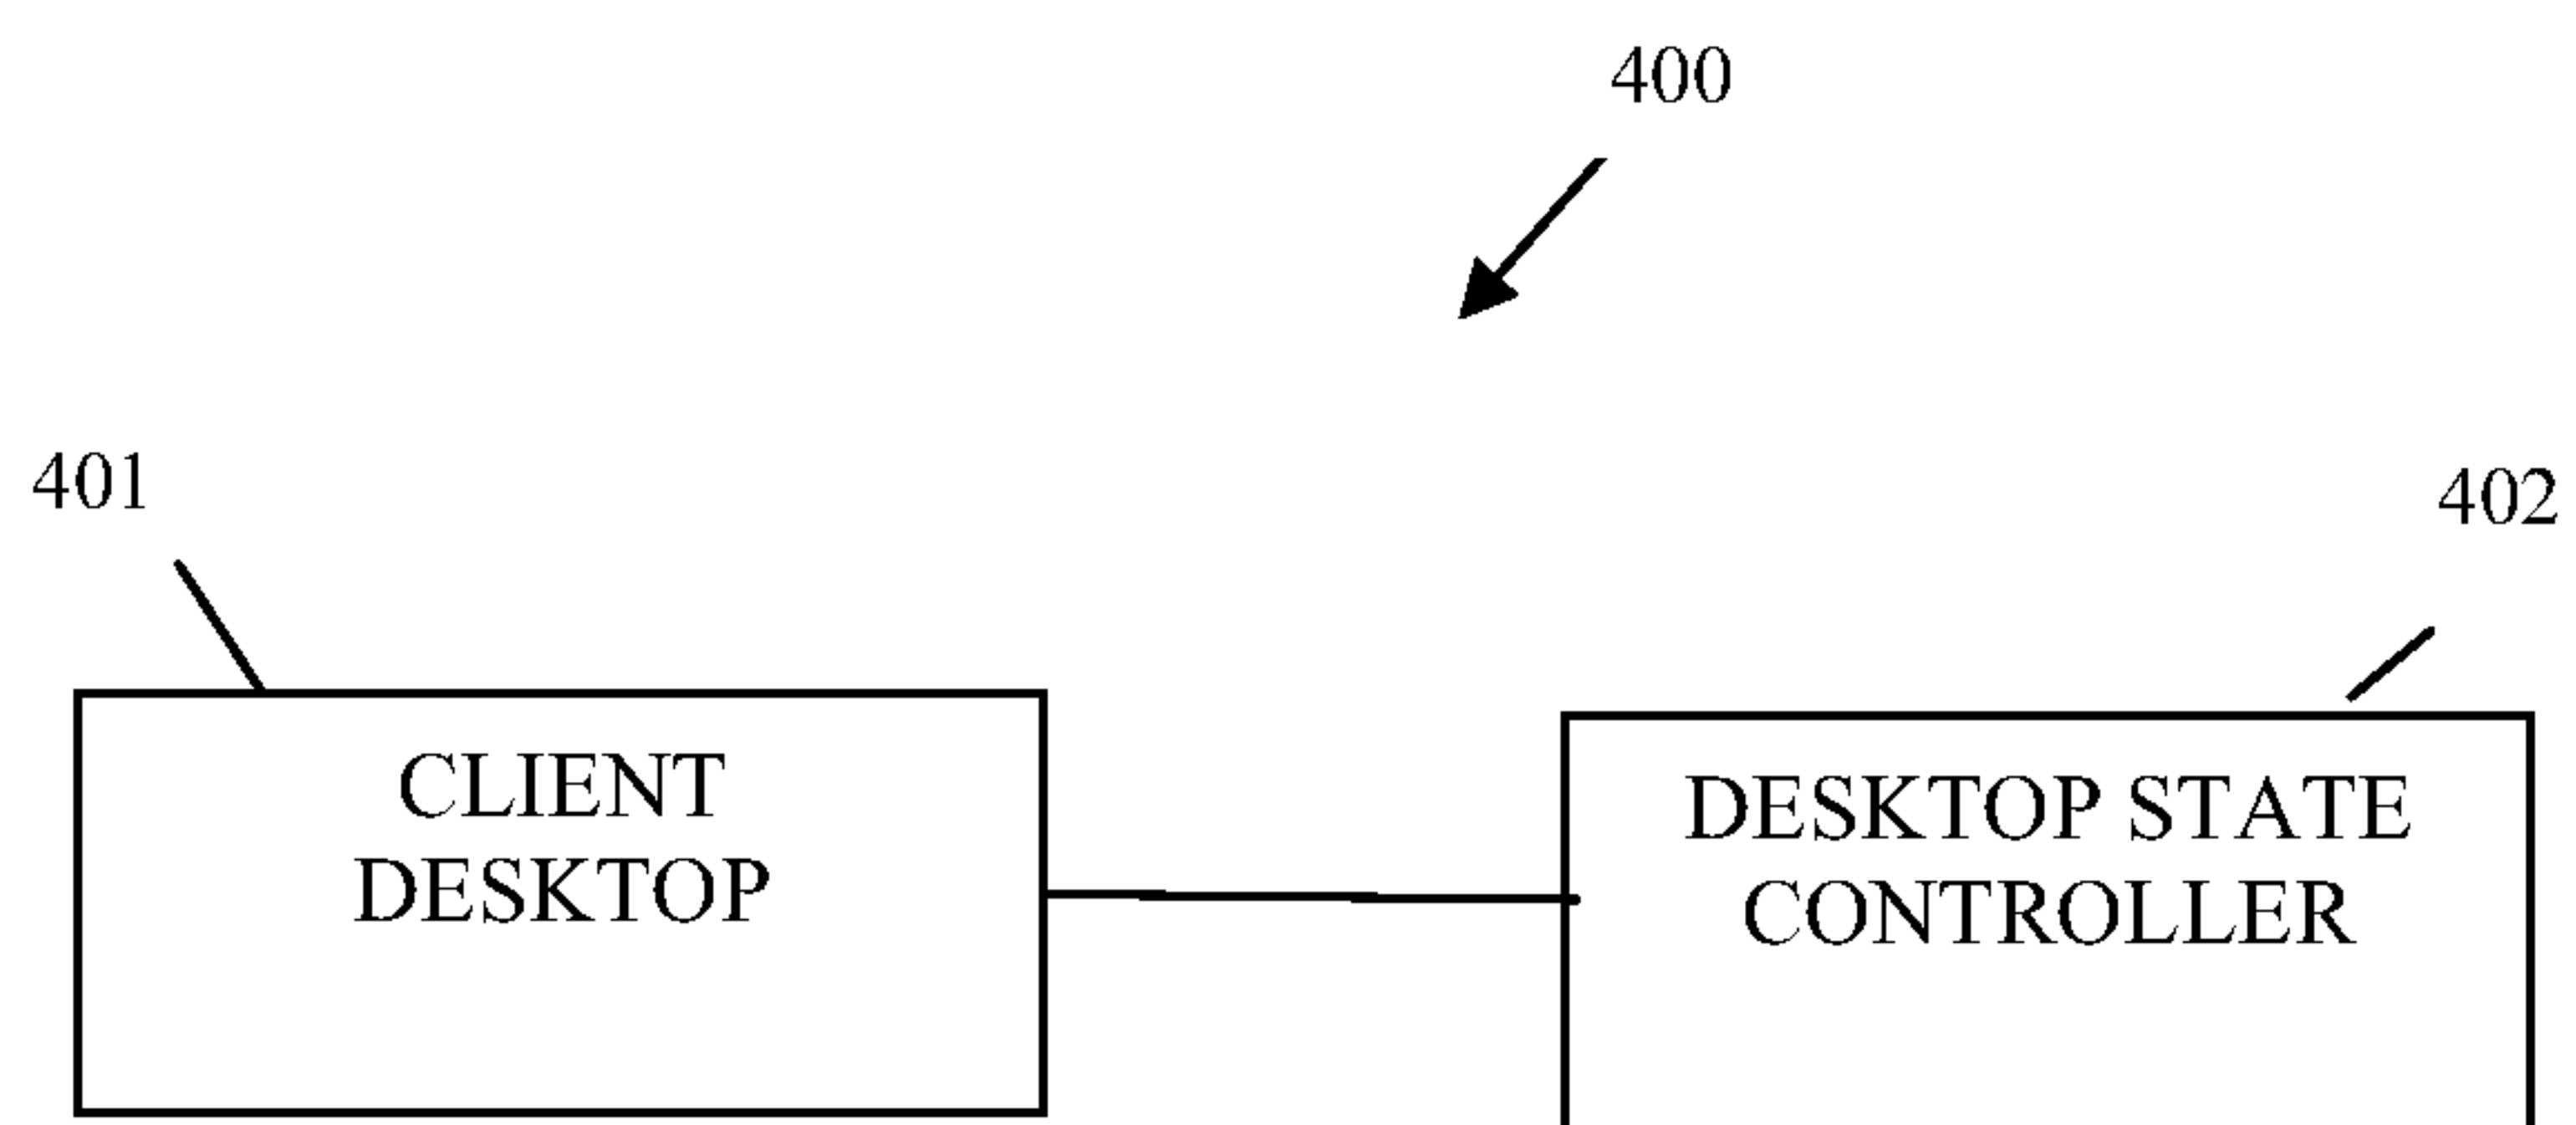 400
401
402
CLIENT
DESKTOP
DESKTOP STATE
CONTROLLER